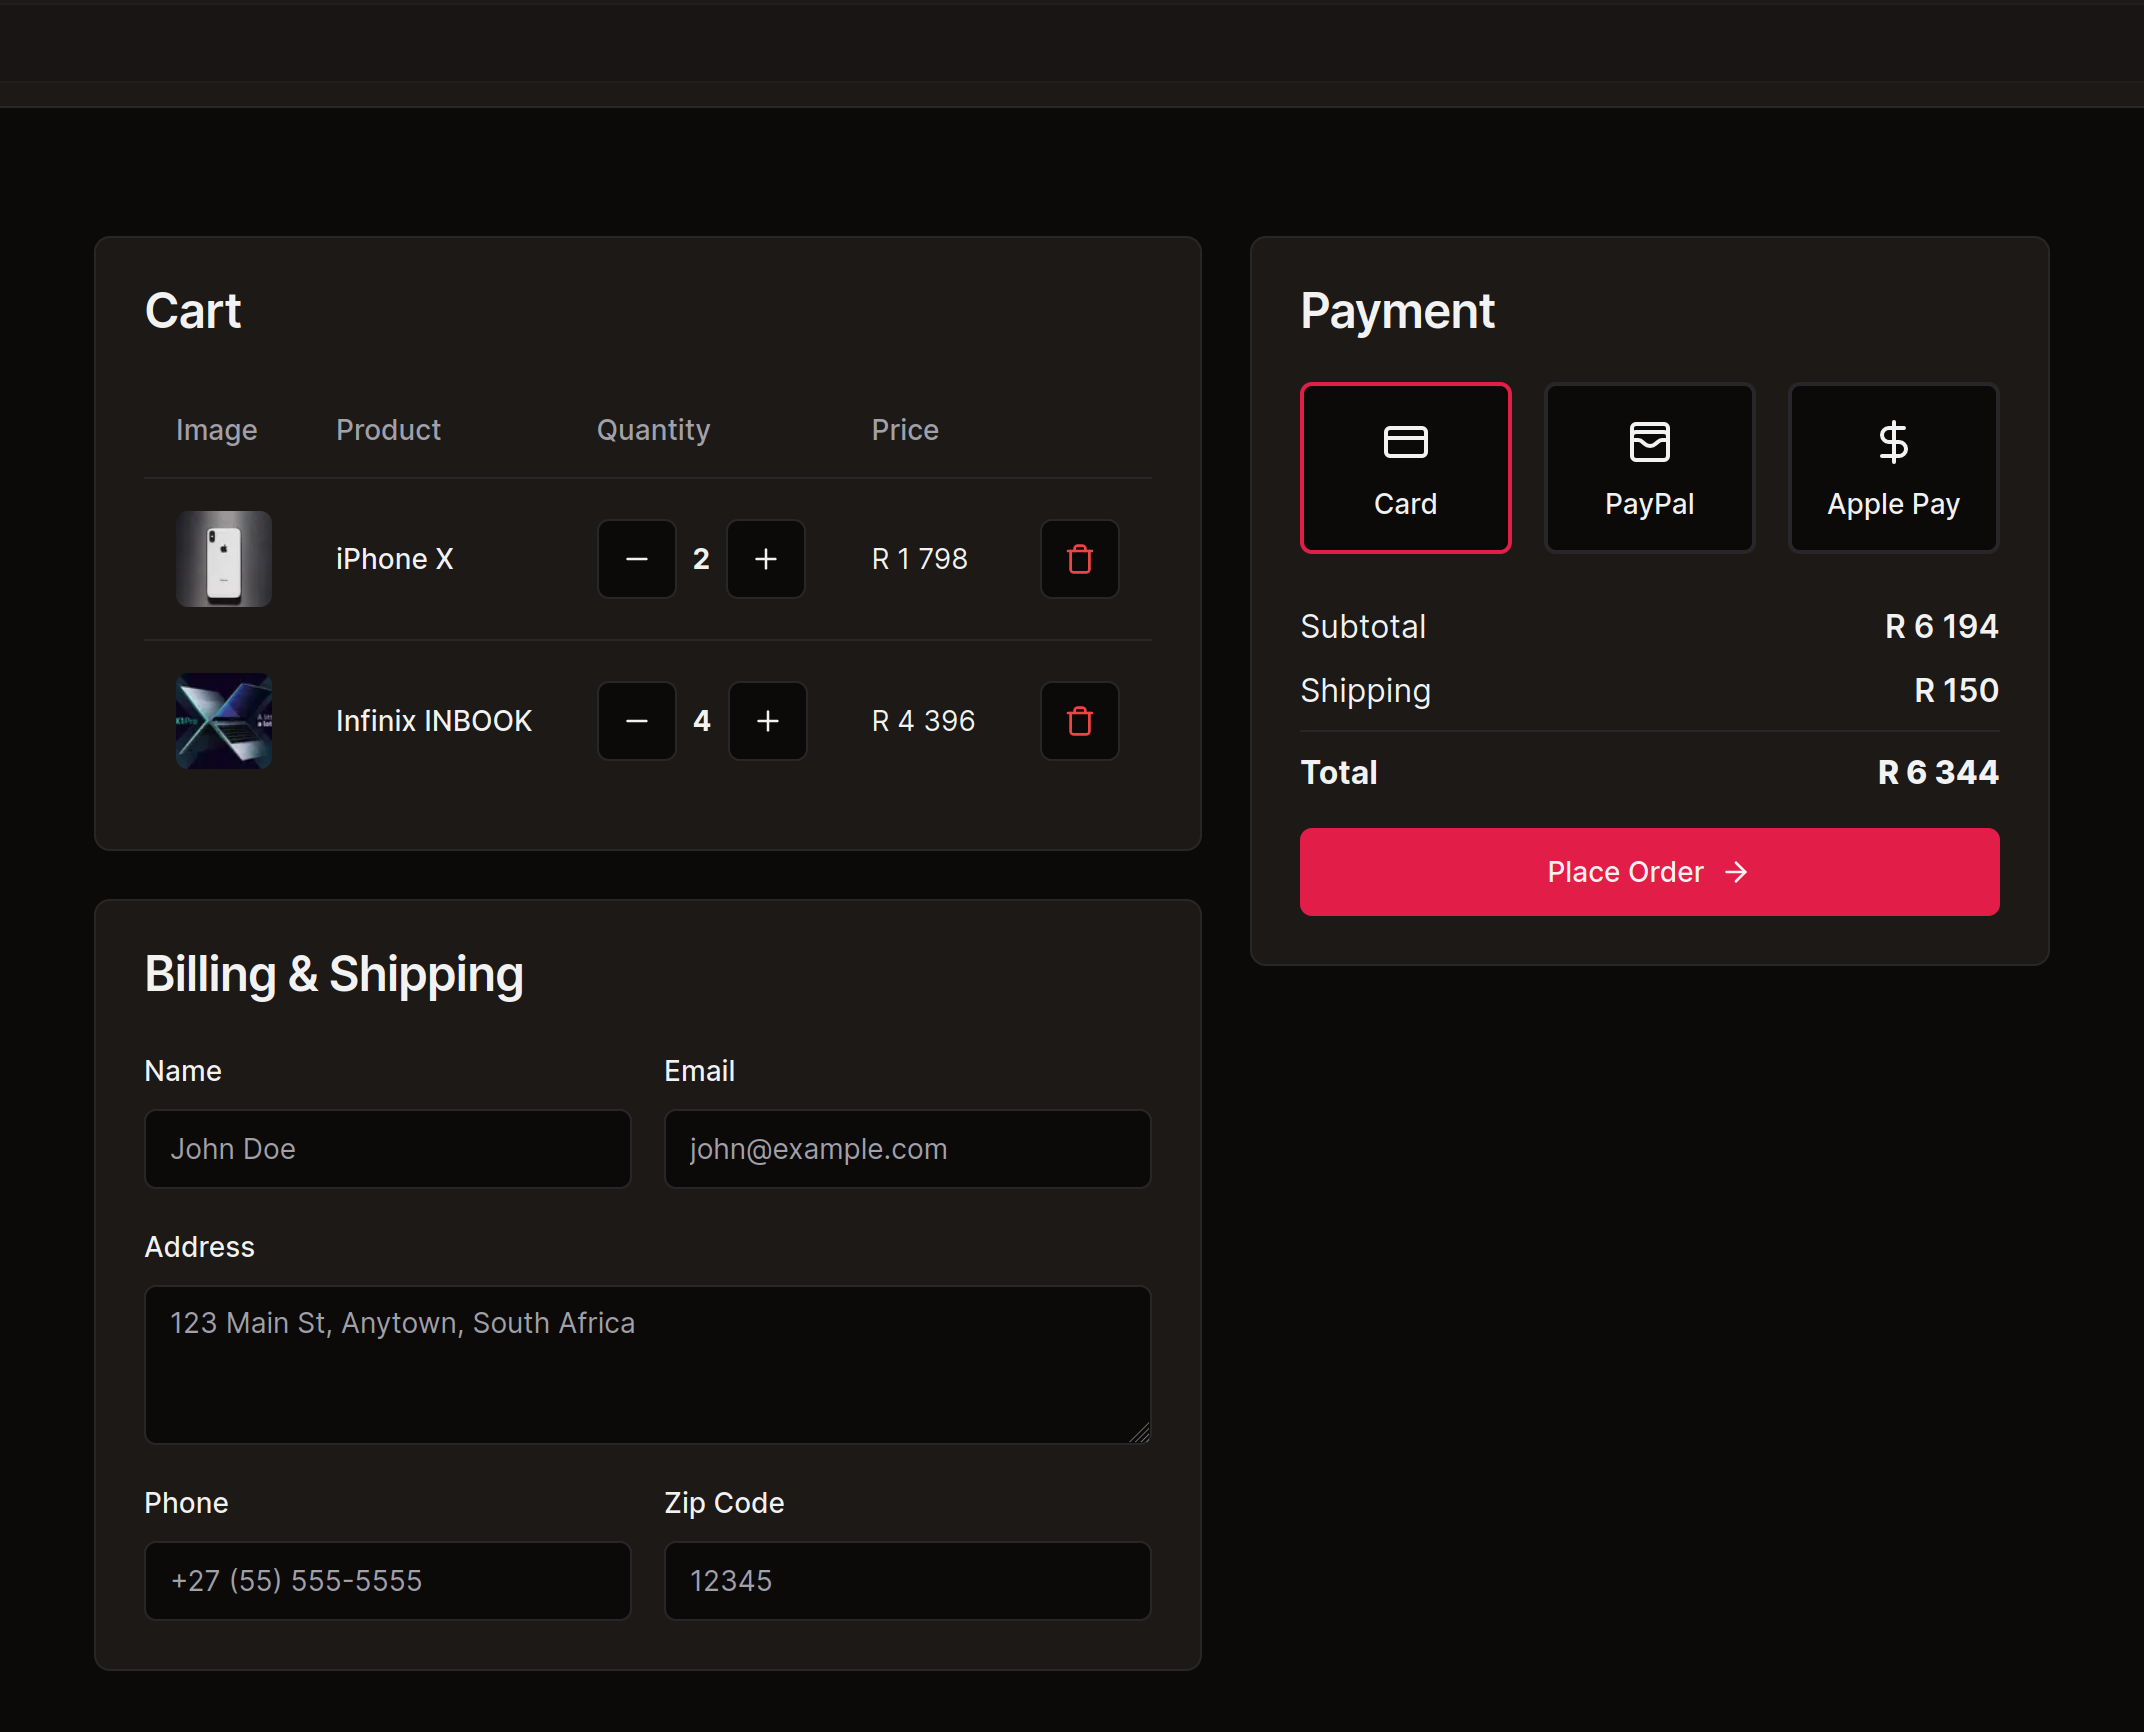 Cart
Image Product Quantity Price
iPhone X 2 R 1 798
Infinix INBOOK 4 R 4 396
Billing & Shipping
Name Email
John Doe john@example.com
Address
123 Main St, Anytown, South Africa
Phone Zip Code
+27 (55) 555-5555 12345
Payment
Card PayPal Apple Pay
Subtotal R 6 194
Shipping R 150
Total R 6 344
Place Order